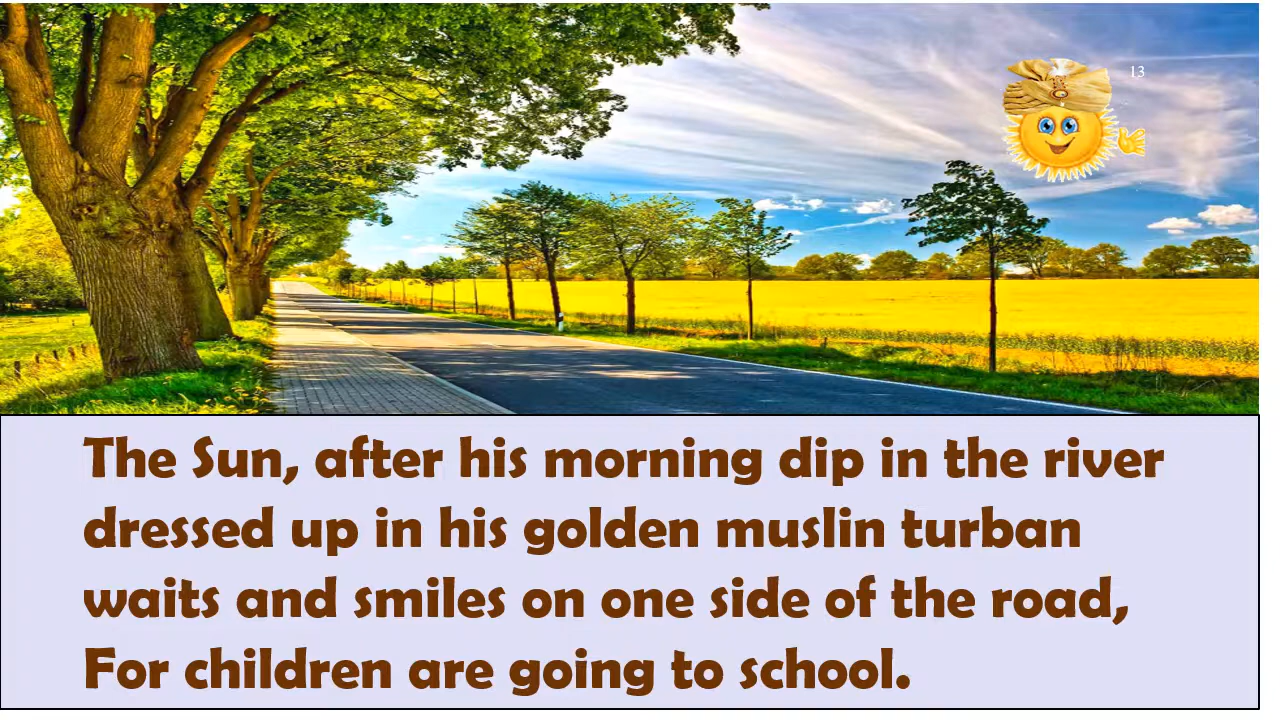 13
The Sun, after his morning dip in the river
dressed up in his golden muslin turban
waits and smiles on one side of the road,
For children are going to school.